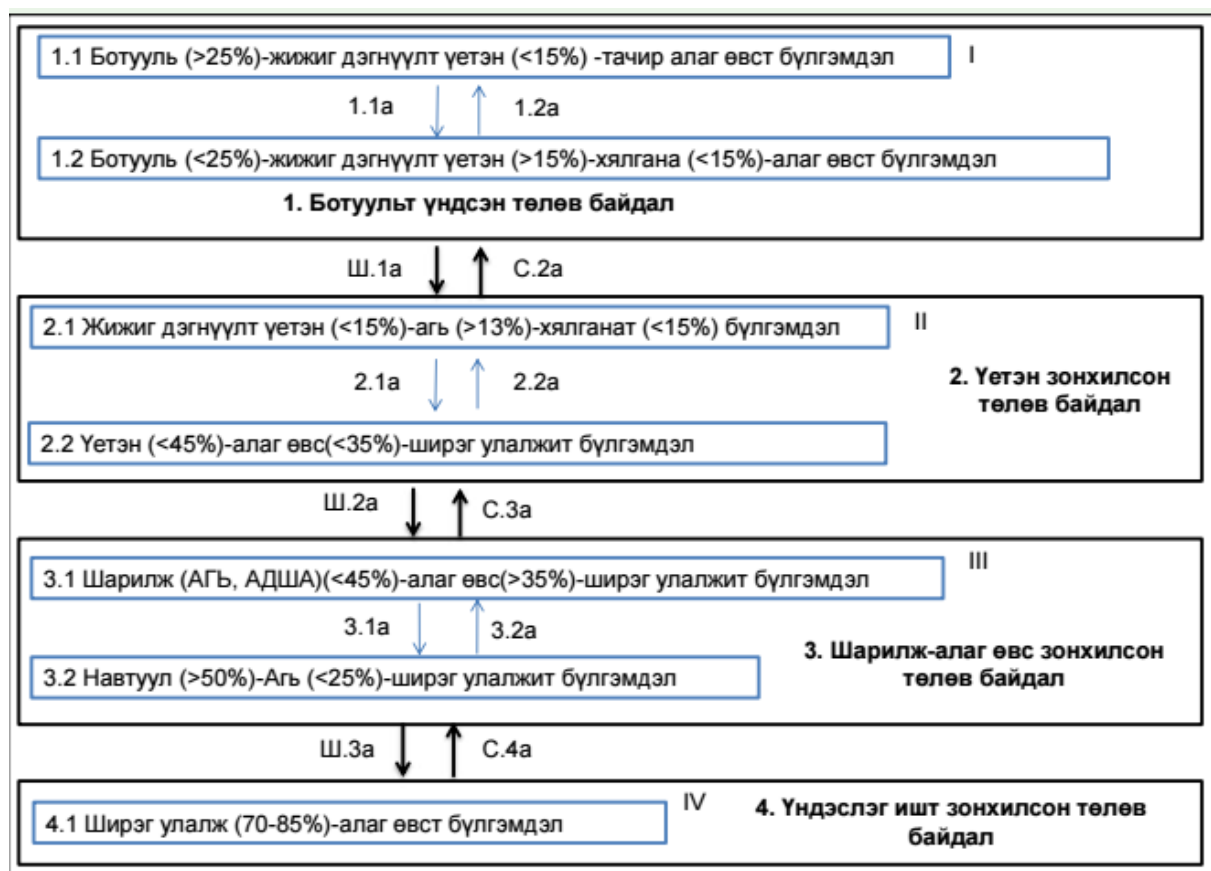 1.1 Ботууль (>25%)-жижиг дэгнүүлт үетэн (<15%) -тачир алаг өвст бүлгэмдэл
I
1.1а
1.2а
1.2 Ботууль (<25%)-жижиг дэгнүүлт үетэн (>15%)-хялгана (<15%)-алаг өвст бүлгэмдэл
1. Ботуульт үндсэн төлөв байдал
Ш.1а
С.2а
2.1 Жижиг дэгнүүлт үетэн (<15%)-агь (>13%)-хялганат (<15%) бүлгэмдэл
II
2.1а
2.2а
2. Үетэн зонхилсон
төлөв байдал
2.2 Үетэн (<45%)-алаг өвс(<35%)-ширэг улалжит бүлгэмдэл
Ш.2а
С.3а
3.1 Шарилж (АГЬ, АДША)(<45%)-алаг өвс(>35%)-ширэг улалжит бүлгэмдэл
III
3.1а
3.2а
3. Шарилж-алаг өвс зонхилсон
төлөв байдал
3.2 Навтуул (>50%)-Агь (<25%)-ширэг улалжит бүлгэмдэл
Ш.3а
С.4а
4.1 Ширэг улалж (70-85%)-алаг өвст бүлгэмдэл
IV
4. Үндэслэг ишт зонхилсон төлөв
байдал